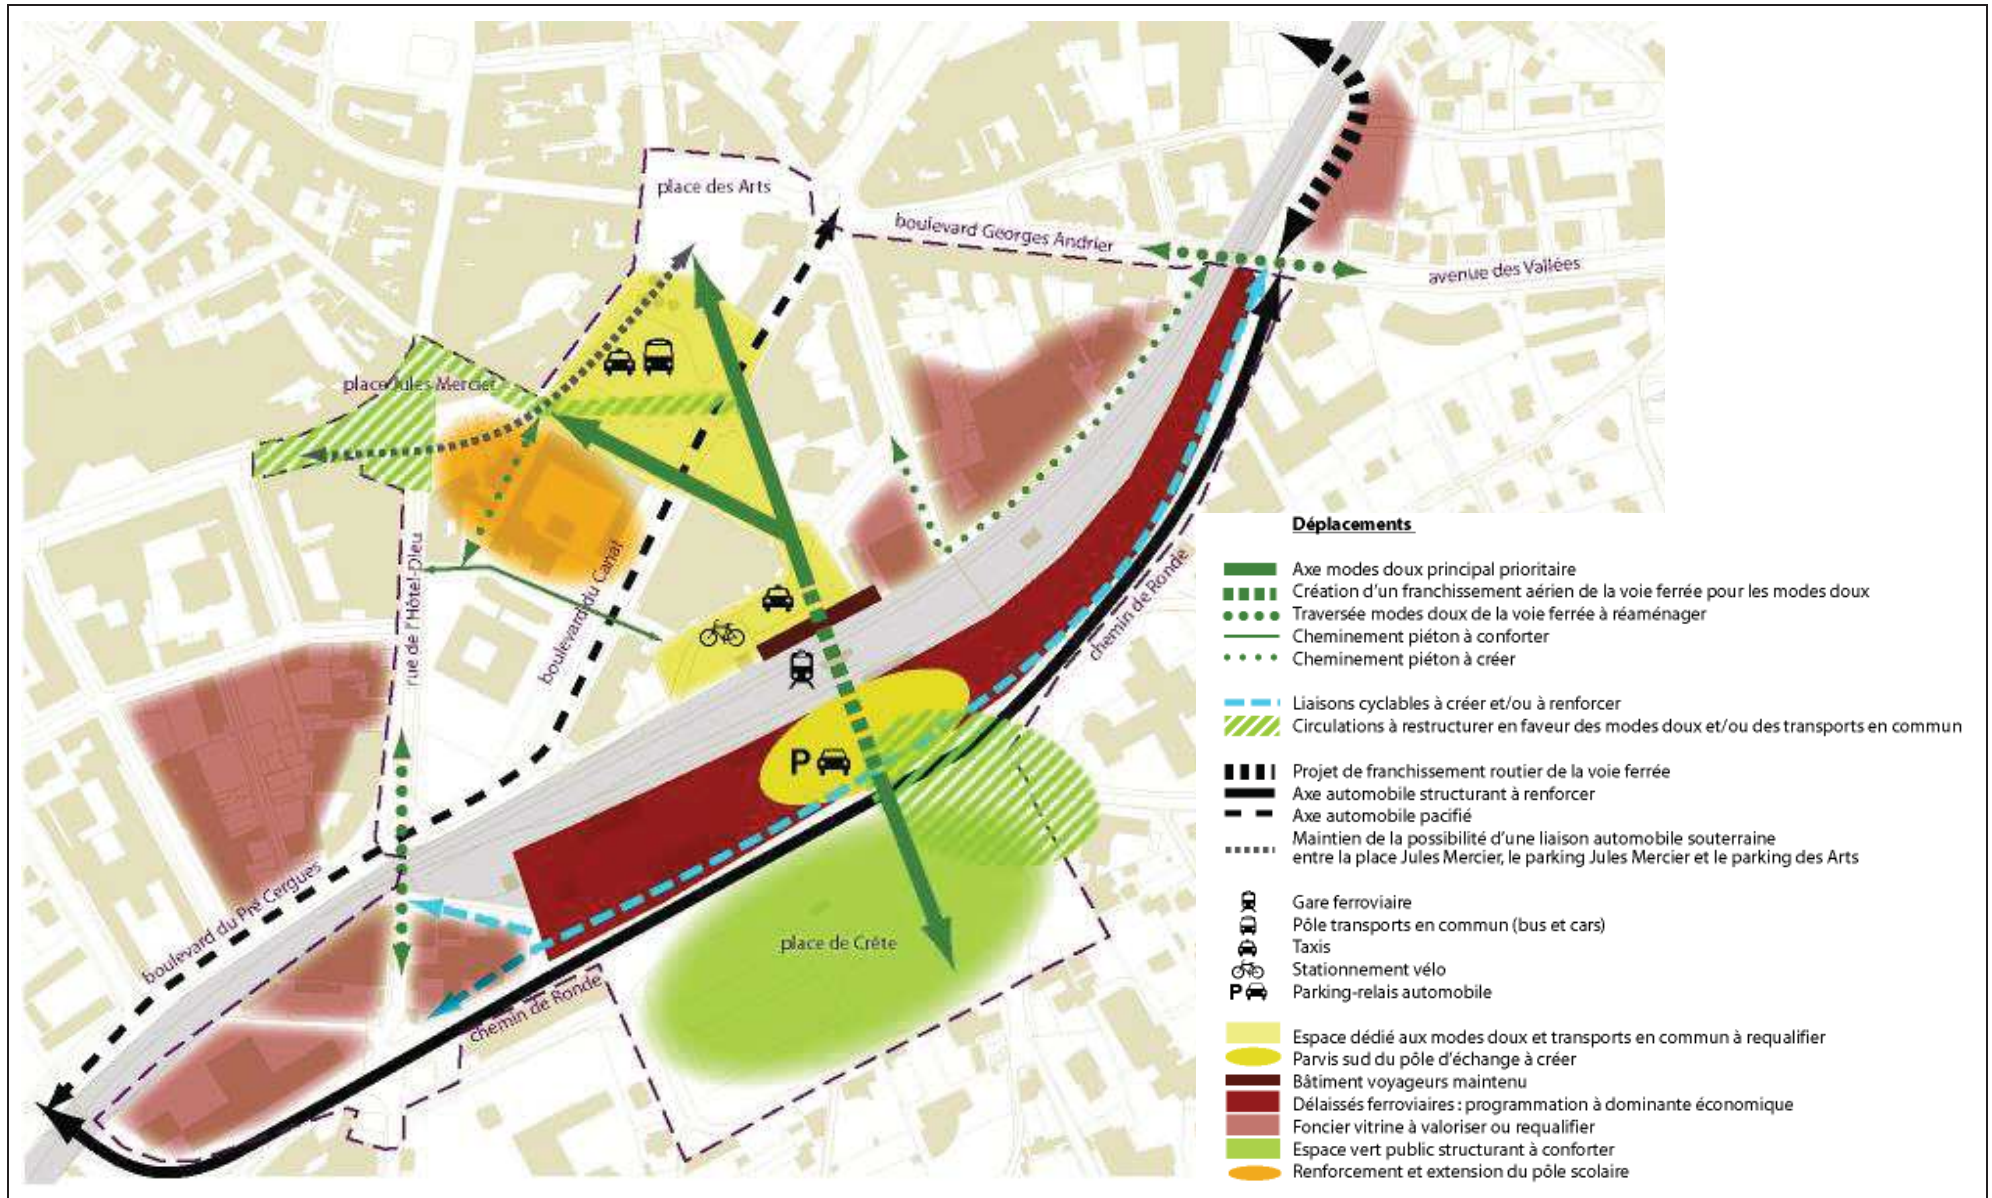 place des Arts
boulevard Georges Andrier
avenue des Vallées
place Jules Mercier
rue de l'Hôtel-Dieu
boulevard du Canal
chemin de Ronde
boulevard du Pré Cergues
place de Crête
chemin de Ronde
P
Déplacements
Axe modes doux principal prioritaire
Création d'un franchissement aérien de la voie ferrée pour les modes doux
Traversée modes doux de la voie ferrée à réaménager
Cheminement piéton à conforter
Cheminement piéton à créer
Liaisons cyclables à créer et/ou à renforcer
Circulations à restructurer en faveur des modes doux et/ou des transports en commun
Projet de franchissement routier de la voie ferrée
Axe automobile structurant à renforcer
Axe automobile pacifié
Maintien de la possibilité d'une liaison automobile souterraine
entre la place Jules Mercier, le parking Jules Mercier et le parking des Arts
Gare ferroviaire
Pôle transports en commun (bus et cars)
Taxis
Stationnement vélo
P Parking-relais automobile
Espace dédié aux modes doux et transports en commun à requalifier
Parvis sud du pôle d'échange à créer
Bâtiment voyageurs maintenu
Délaissés ferroviaires : programmation à dominante économique
Foncier vitrine à valoriser ou requalifier
Espace vert public structurant à conforter
Renforcement et extension du pôle scolaire